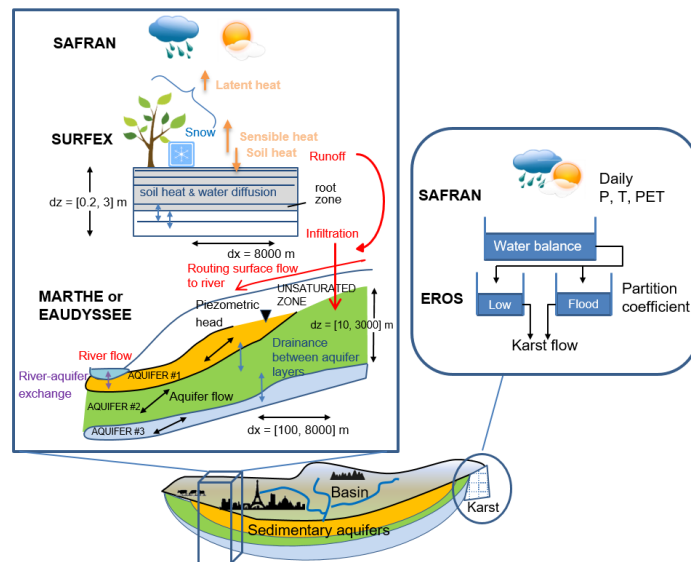 SAFRAN
Latent heat
SURFEX
Snow
Sensible heat
Soil heat
Runoff
dz = [0.2, 3] m
soil heat & water diffusion
root
zone
dx = 8000 m
Infiltration
Routing surface flow
to river
MARTHE or
EAUDYSSEE
UNSATURATED
ZONE
Piezometric
head
dz = [10, 3000] m
Drainance
between aquifer
layers
River flow
River-aquifer
exchange
AQUIFER #1
AQUIFER #2
Aquifer flow
AQUIFER #3
dx = [100, 8000] m
SAFRAN
Daily
P, T, PET
Water balance
EROS
Low
Flood
Partition
coefficient
Karst flow
Basin
Karst
Sedimentary aquifers